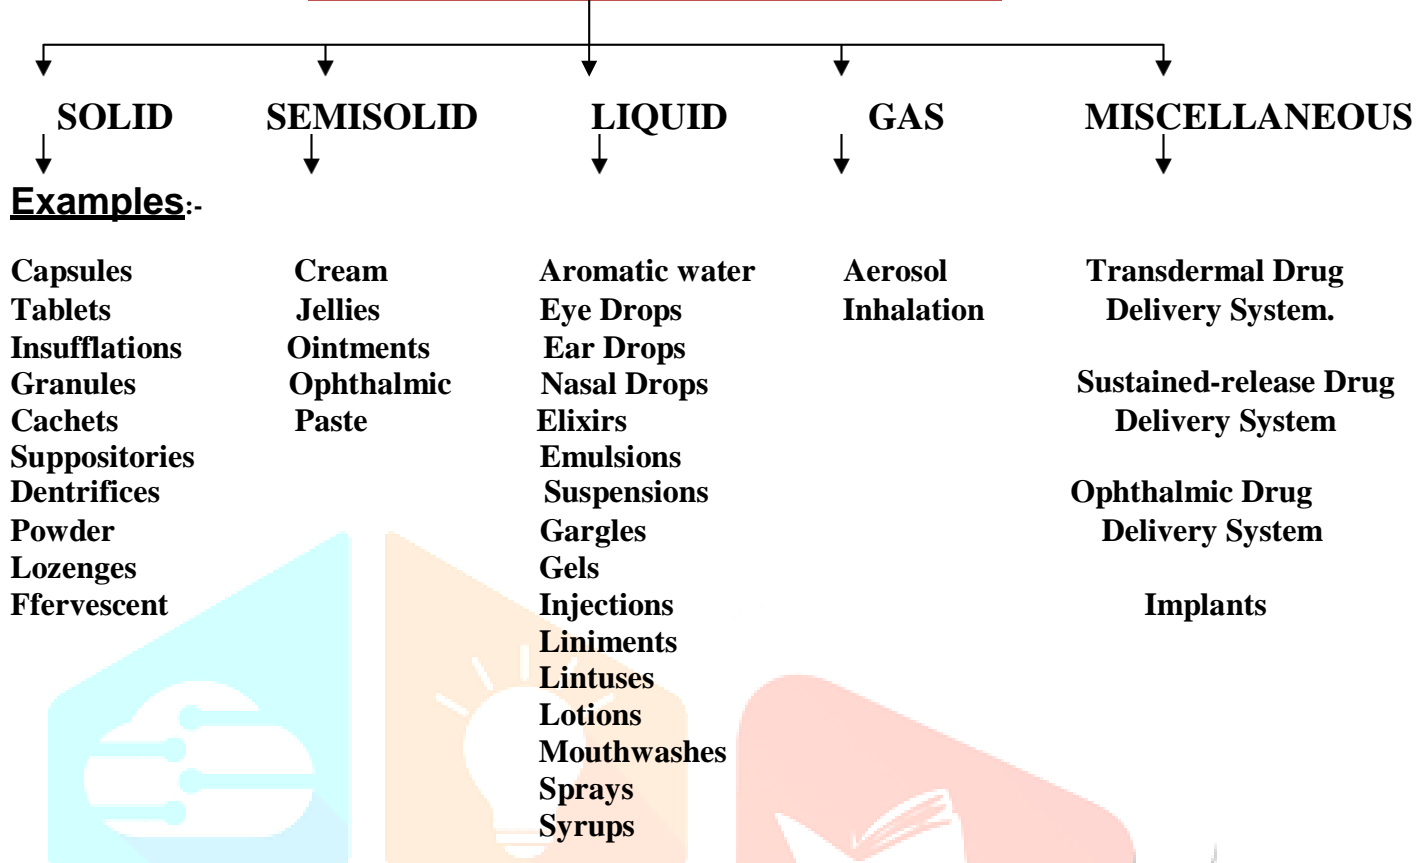 SOLID SEMISOLID LIQUID GAS MISCELLANEOUS
Examples:-
Capsules Cream Aromatic water Aerosol Transdermal Drug
Tablets Jellies Eye Drops Inhalation Delivery System.
Insufflations Ointments Ear Drops
Granules Ophthalmic Nasal Drops Sustained-release Drug
Cachets Paste Elixirs Delivery System
Suppositories Emulsions
Dentrifices Suspensions Ophthalmic Drug
Powder Gargles Delivery System
Lozenges Gels
Ffervescent Injections Implants
Liniments
Lintuses
Lotions
Mouthwashes
Sprays
Syrups